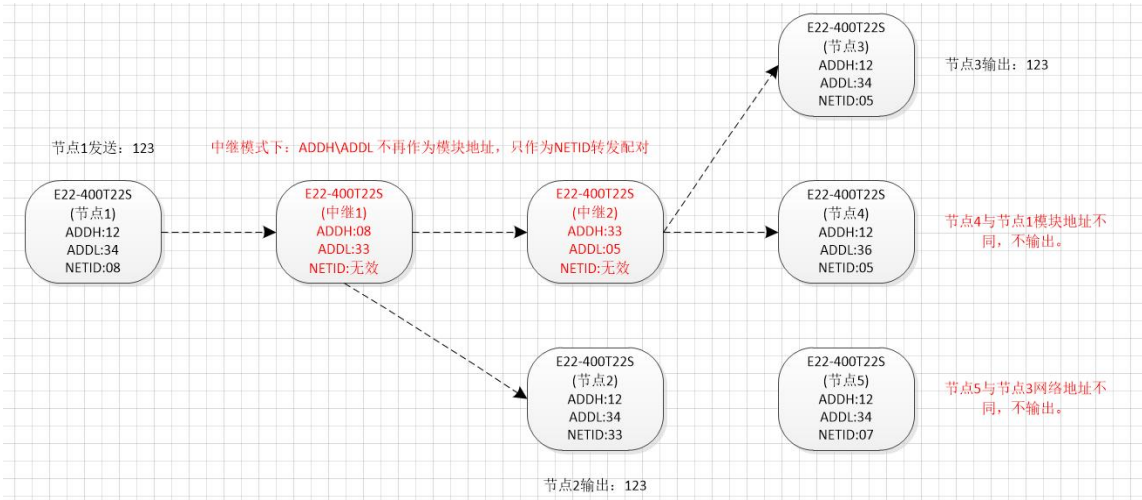 E22-400T22S
(节点3)
ADDH:12
ADDL:34
NETID:05
节点3输出：123
节点1发送：123
中继模式下：ADDH\ADDL 不再作为模块地址，只作为NETID转发配对
E22-400T22S
(节点1)
ADDH:12
ADDL:34
NETID:08
E22-400T22S
(中继1)
ADDH:08
ADDL:33
NETID:无效
E22-400T22S
(中继2)
ADDH:33
ADDL:05
NETID:无效
E22-400T22S
(节点4)
ADDH:12
ADDL:36
NETID:05
节点4与节点1模块地址不
同，不输出。
E22-400T22S
(节点2)
ADDH:12
ADDL:34
NETID:33
E22-400T22S
(节点5)
ADDH:12
ADDL:34
NETID:07
节点5与节点3网络地址不
同，不输出。
节点2输出：123